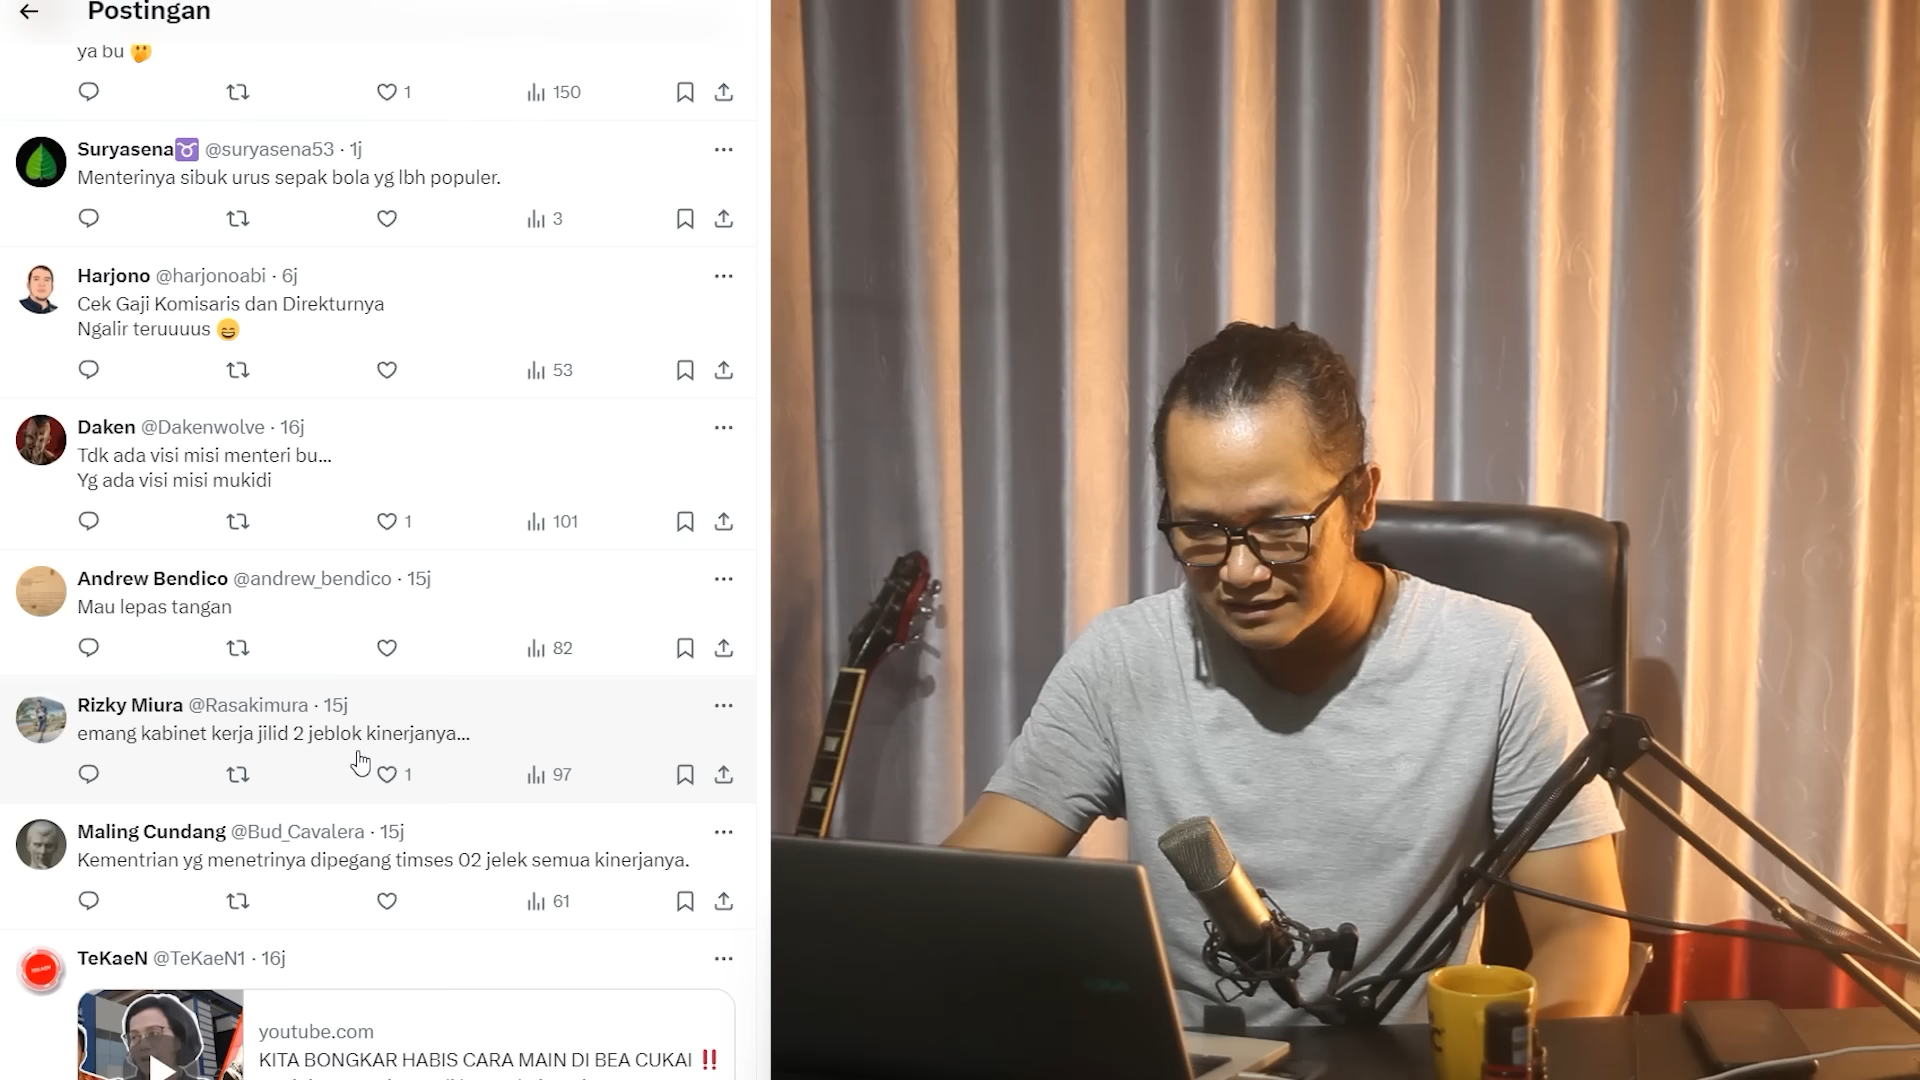 Postingan
ya bu
1
150
Suryasena @suryasena53 · 1j
Menterinya sibuk urus sepak bola yg lbh populer.
3
Harjono @harjonoabi · 6j
Cek Gaji Komisaris dan Direkturnya
Ngalir teruuuus 😄
53
Daken @Dakenwolve · 16j
Tdk ada visi misi menteri bu...
Yg ada visi misi mukidi
1
101
Andrew Bendico @andrew_bendico · 15j
Mau lepas tangan
82
Rizky Miura @Rasakimura · 15j
emang kabinet kerja jilid 2 jeblok kinerjanya...
1
97
Maling Cundang @Bud_Cavalera · 15j
Kementrian yg menetrinya dipegang timses 02 jelek semua kinerjanya.
61
TeKaeN @TeKaeN1 · 16j
youtube.com
KITA BONGKAR HABIS CARA MAIN DI BEA CUKAI ‼️